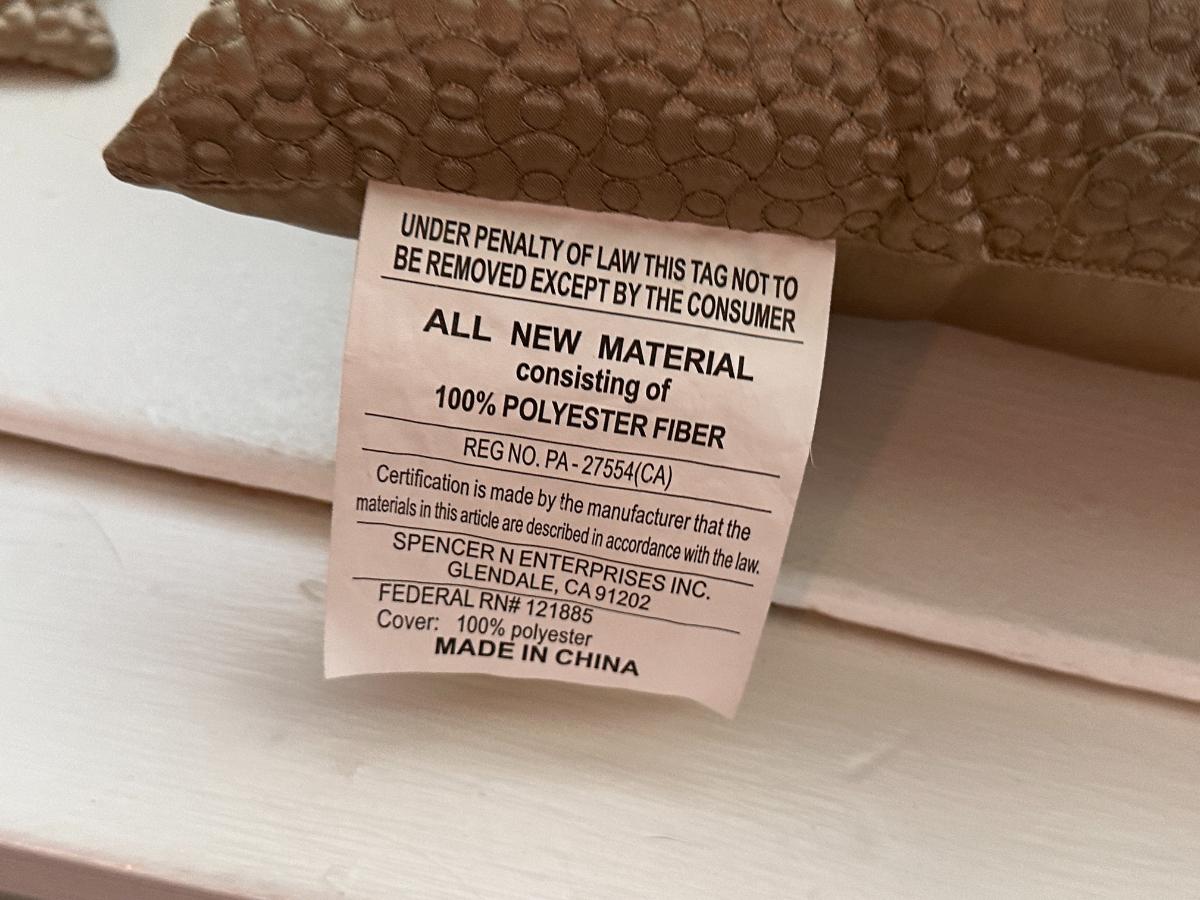 UNDER PENALTY OF LAW THIS TAG NOT TO
BE REMOVED EXCEPT BY THE CONSUMER
ALL NEW MATERIAL
consisting of
100% POLYESTER FIBER
REG NO. PA - 27554(CA)
Certification is made by the manufacturer that the
materials in this article are described in accordance with the law.
SPENCER N ENTERPRISES INC.
GLENDALE, CA 91202
FEDERAL RN# 121885
Cover: 100% polyester
MADE IN CHINA